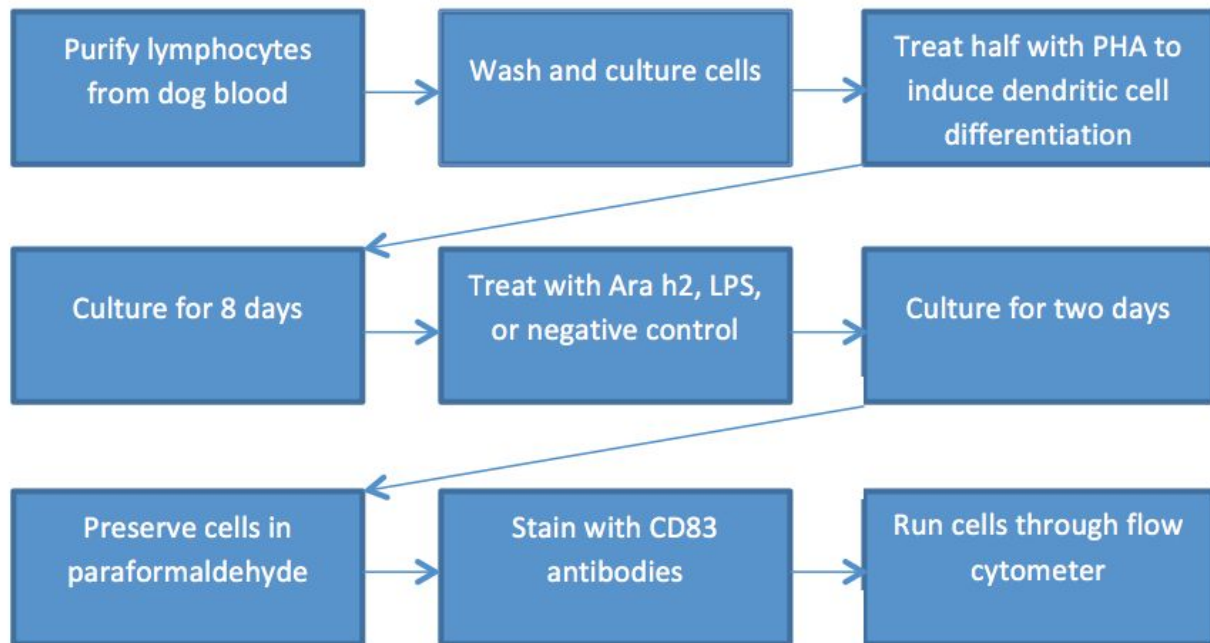 Purify lymphocytes
from dog blood
Wash and culture cells
Treat half with PHA to
induce dendritic cell
differentiation
Culture for 8 days
Treat with Ara h2, LPS,
or negative control
Culture for two days
Preserve cells in
paraformaldehyde
Stain with CD83
antibodies
Run cells through flow
cytometer